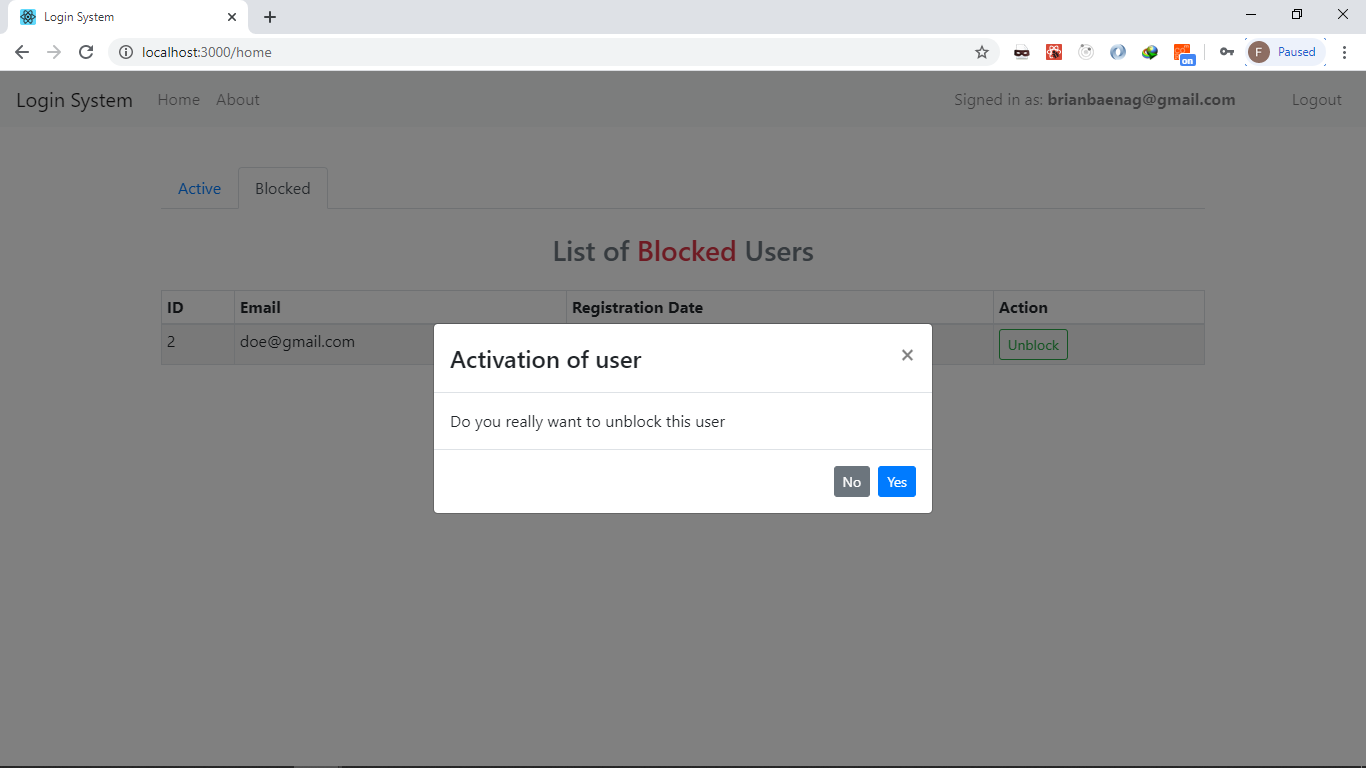 Login System
localhost:3000/home
on
F Paused
Login System Home About Signed in as: brianbaenag@gmail.com Logout
Active Blocked
List of Blocked Users
ID Email Registration Date Action
2 doe@gmail.com Unblock
Activation of user ×
Do you really want to unblock this user
No Yes